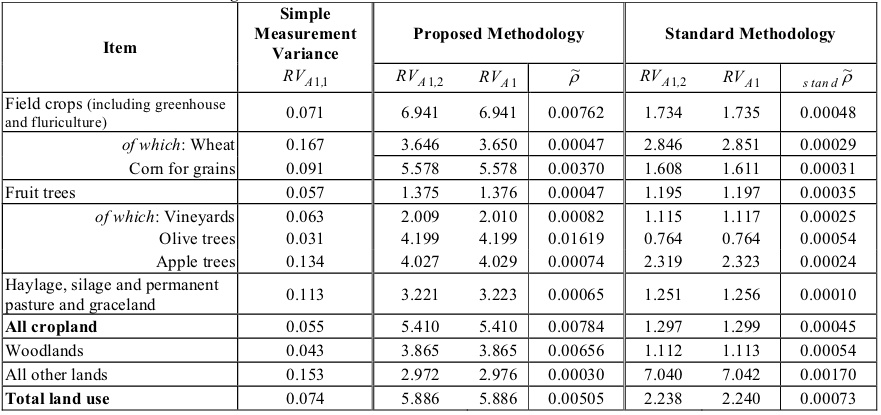 Item Simple Measurement Variance Proposed Methodology Standard Methodology
RV A1,1 RV A1,2 RV A1 ρ̃ RV A1,2 RV A1 stand ρ̃
Field crops (including greenhouse and fluriculture) 0.071 6.941 6.941 0.00762 1.734 1.735 0.00048
of which: Wheat 0.167 3.646 3.650 0.00047 2.846 2.851 0.00029
Corn for grains 0.091 5.578 5.578 0.00370 1.608 1.611 0.00031
Fruit trees 0.057 1.375 1.376 0.00047 1.195 1.197 0.00035
of which: Vineyards 0.063 2.009 2.010 0.00082 1.115 1.117 0.00025
Olive trees 0.031 4.199 4.199 0.01619 0.764 0.764 0.00054
Apple trees 0.134 4.027 4.029 0.00074 2.319 2.323 0.00024
Haylage, silage and permanent pasture and graceland 0.113 3.221 3.223 0.00065 1.251 1.256 0.00010
All cropland 0.055 5.410 5.410 0.00784 1.297 1.299 0.00045
Woodlands 0.043 3.865 3.865 0.00656 1.112 1.113 0.00054
All other lands 0.153 2.972 2.976 0.00030 7.040 7.042 0.00170
Total land use 0.074 5.886 5.886 0.00505 2.238 2.240 0.00073